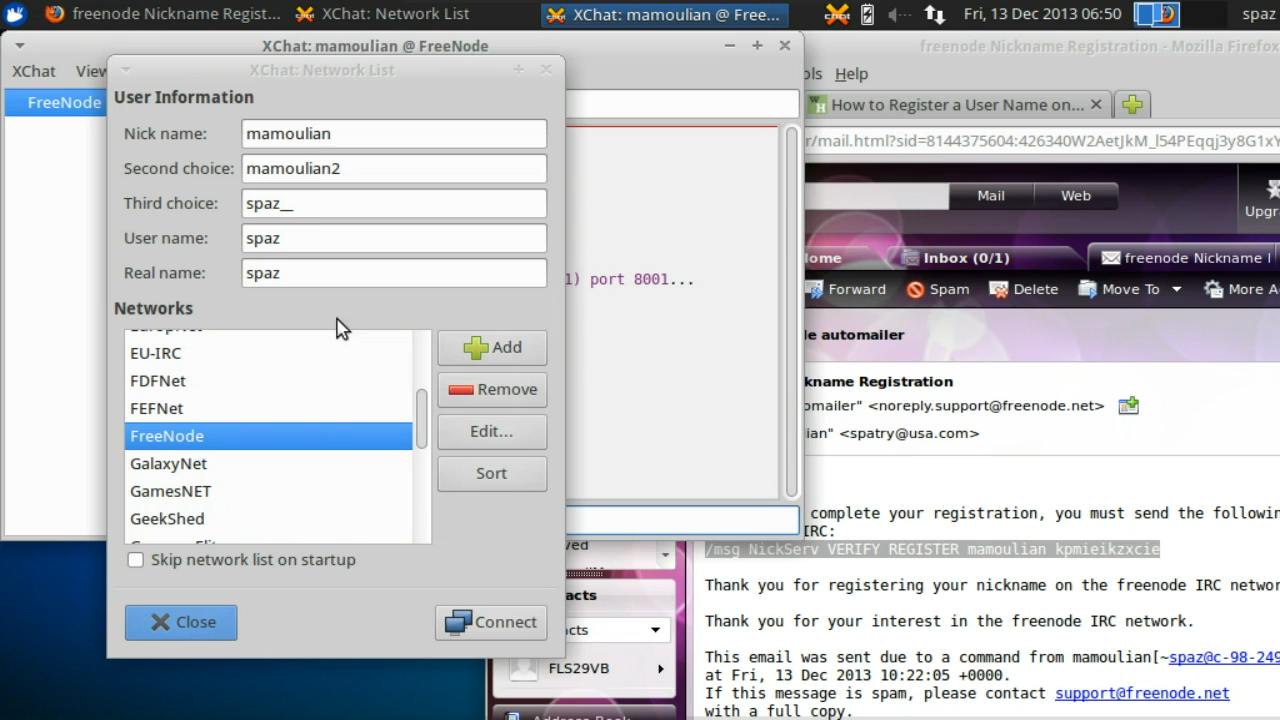 freenode Nickname Regist...
XChat: Network List
XChat: mamoulian @ Free...
Fri, 13 Dec 2013 06:50
spaz
XChat: mamoulian @ FreeNode
XChat View
FreeNode
1) port 8001...
XChat: Network List
User Information
Nick name: mamoulian
Second choice: mamoulian2
Third choice: spaz__
User name: spaz
Real name: spaz
Networks
EU-IRC
FDFNet
FEFNet
FreeNode
GalaxyNet
GamesNET
GeekShed
Add
Remove
Edit...
Sort
Skip network list on startup
Close
Connect
freenode Nickname Registration - Mozilla Firefox
ols Help
How to Register a User Name on...
r/mail.html?sid=8144375604:426340W2AetJkM_l54PEqqj3y8G1xY
Mail Web
Upgr
ome Inbox (0/1) freenode Nickname
Forward Spam Delete Move To More A
e automailer
kname Registration
omailer" <noreply.support@freenode.net>
ian" <spatry@usa.com>
complete your registration, you must send the followin
IRC:
/msg NickServ VERIFY REGISTER mamoulian kpmieikzxcie
Thank you for registering your nickname on the freenode IRC networ
Thank you for your interest in the freenode IRC network.
This email was sent due to a command from mamoulian[~spaz@c-98-249
at Fri, 13 Dec 2013 10:22:05 +0000.
If this message is spam, please contact support@freenode.net
with a full copy.
ved
acts
cts
FLS29VB
Address Book